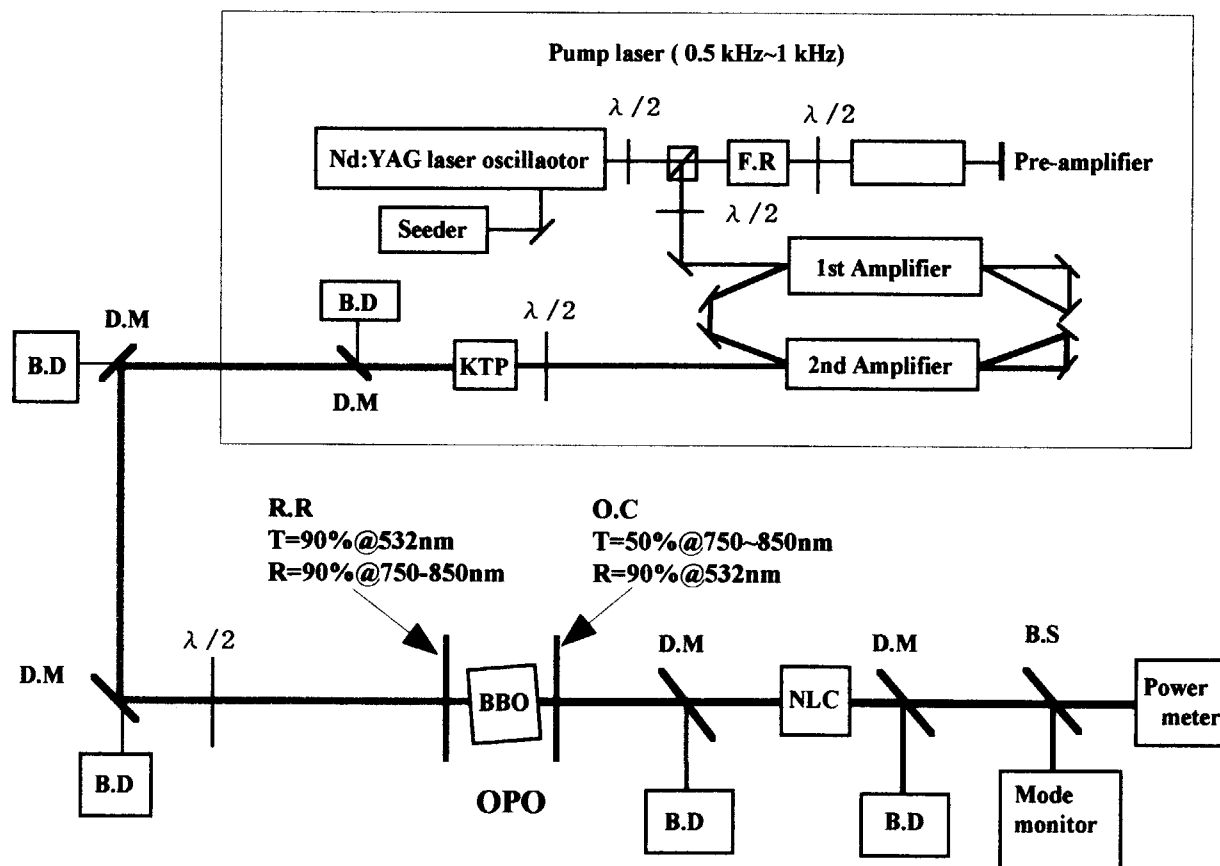 Pump laser ( 0.5 kHz~1 kHz)
λ/2
λ/2
Nd:YAG laser oscillaotor
F.R
Pre-amplifier
Seeder
λ/2
1st Amplifier
B.D
λ/2
D.M
B.D
KTP
2nd Amplifier
D.M
R.R
T=90%@532nm
R=90%@750-850nm
O.C
T=50%@750~850nm
R=90%@532nm
D.M
λ/2
D.M
D.M
B.S
BBO
NLC
Power
meter
B.D
OPO
B.D
B.D
Mode
monitor